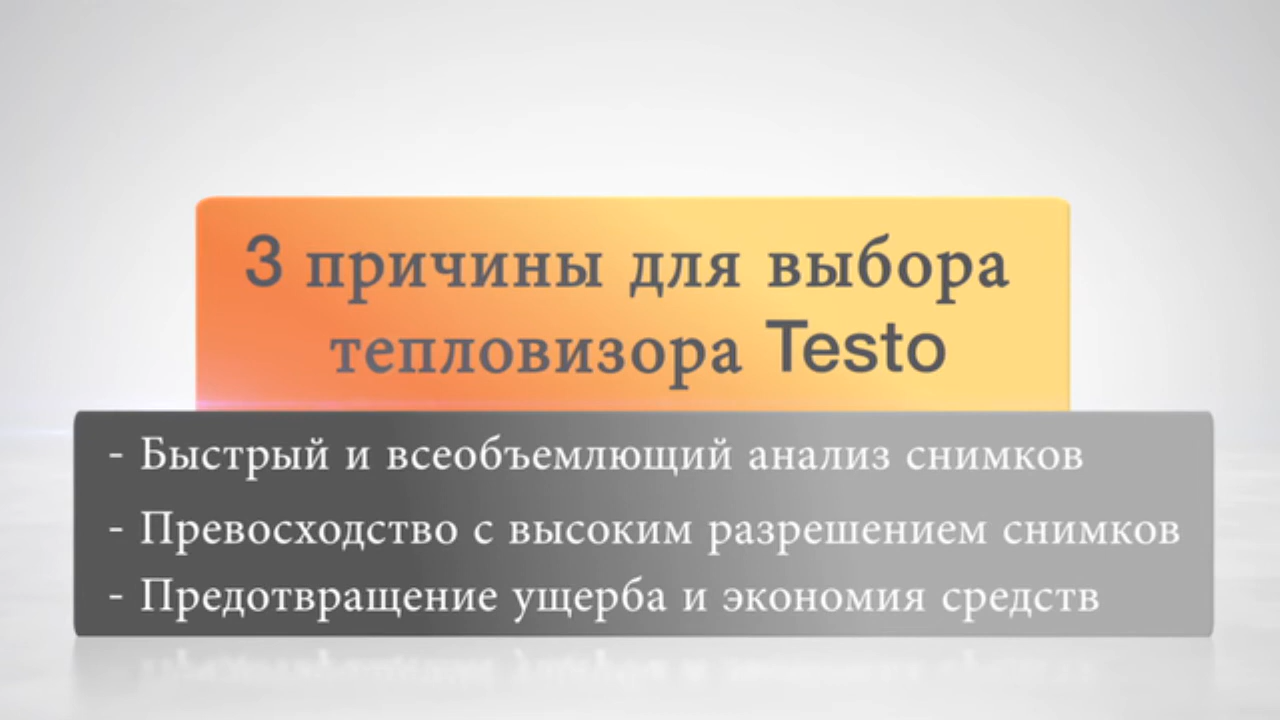 3 причины для выбора
тепловизора Testo
- Быстрый и всеобъемлющий анализ снимков
- Превосходство с высоким разрешением снимков
- Предотвращение ущерба и экономия средств